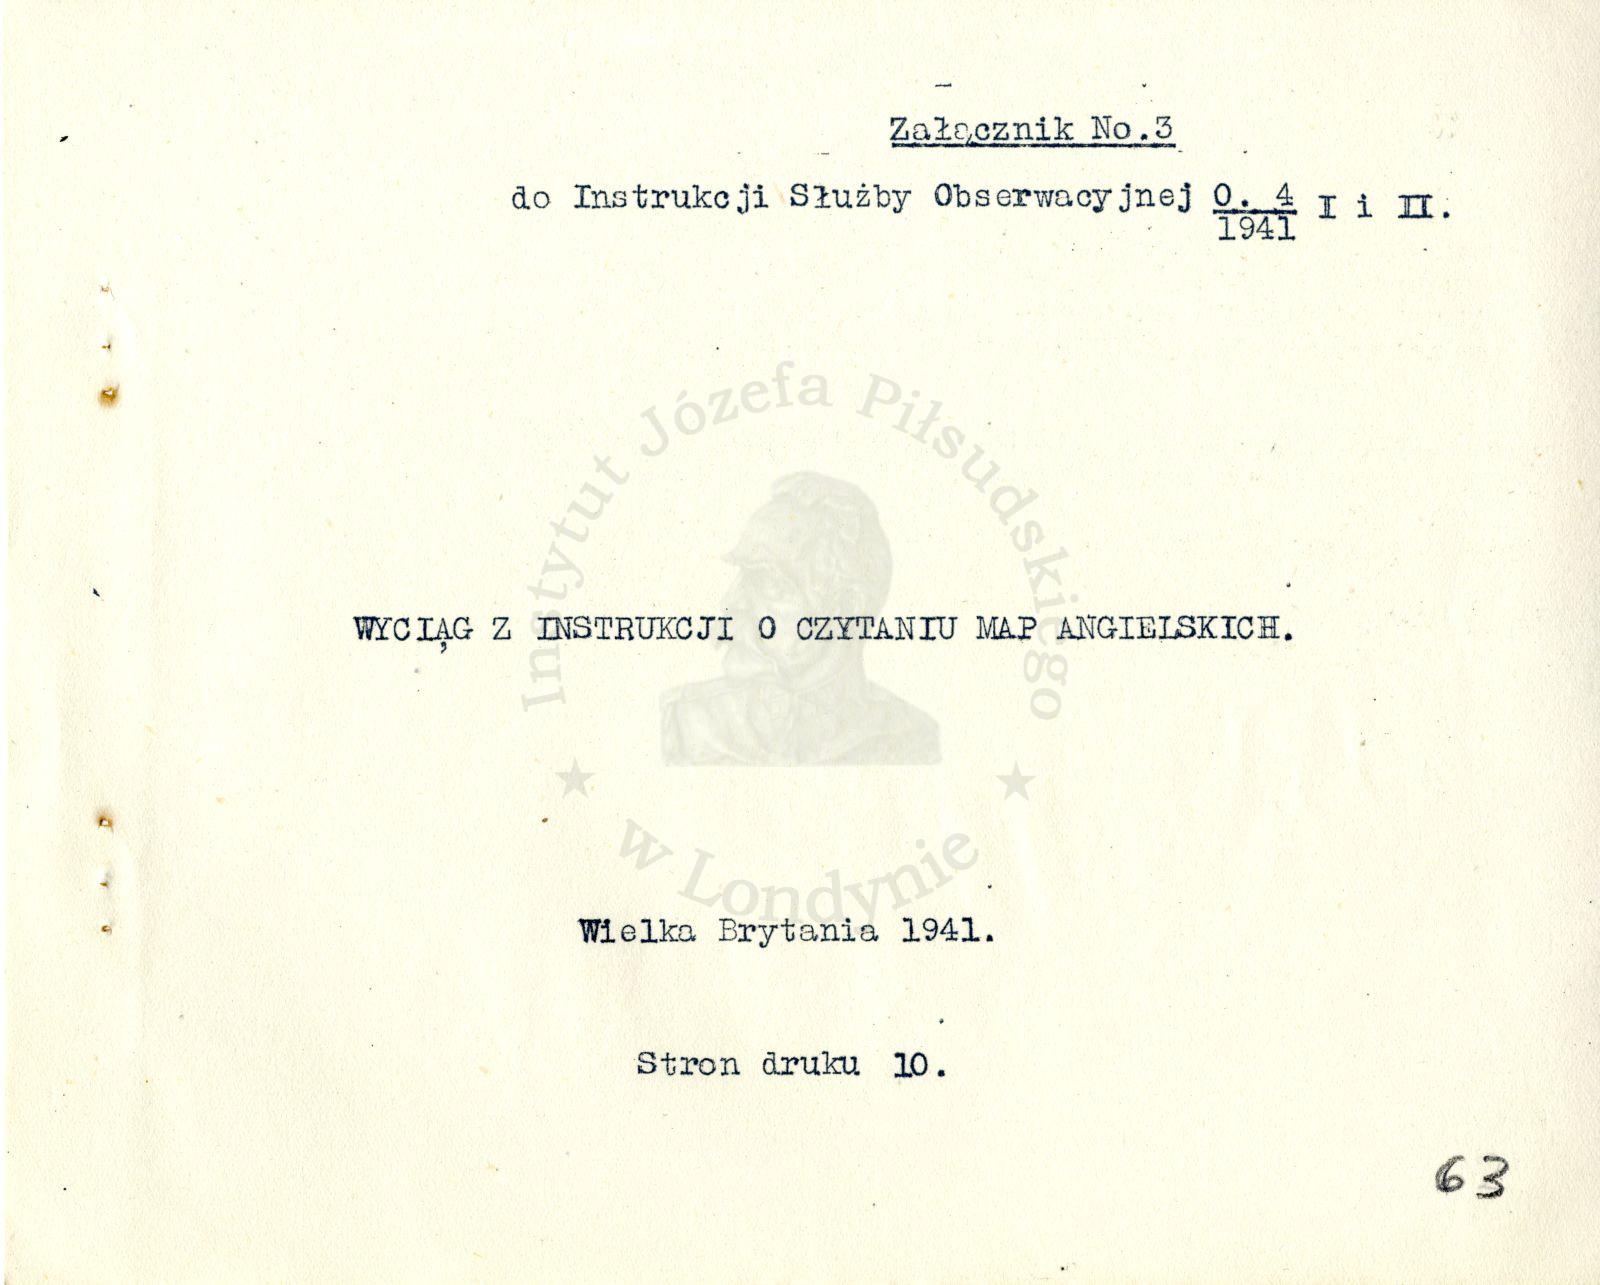 Załącznik No.3
do Instrukcji Służby Obserwacyjnej O. 4/1941 I i II.
Instytut Józefa Piłsudskiego
WYCIĄG Z INSTRUKCJI O CZYTANIU MAP ANGIELSKICH.
w Londynie
Wielka Brytania 1941.
Stron druku 10.
63